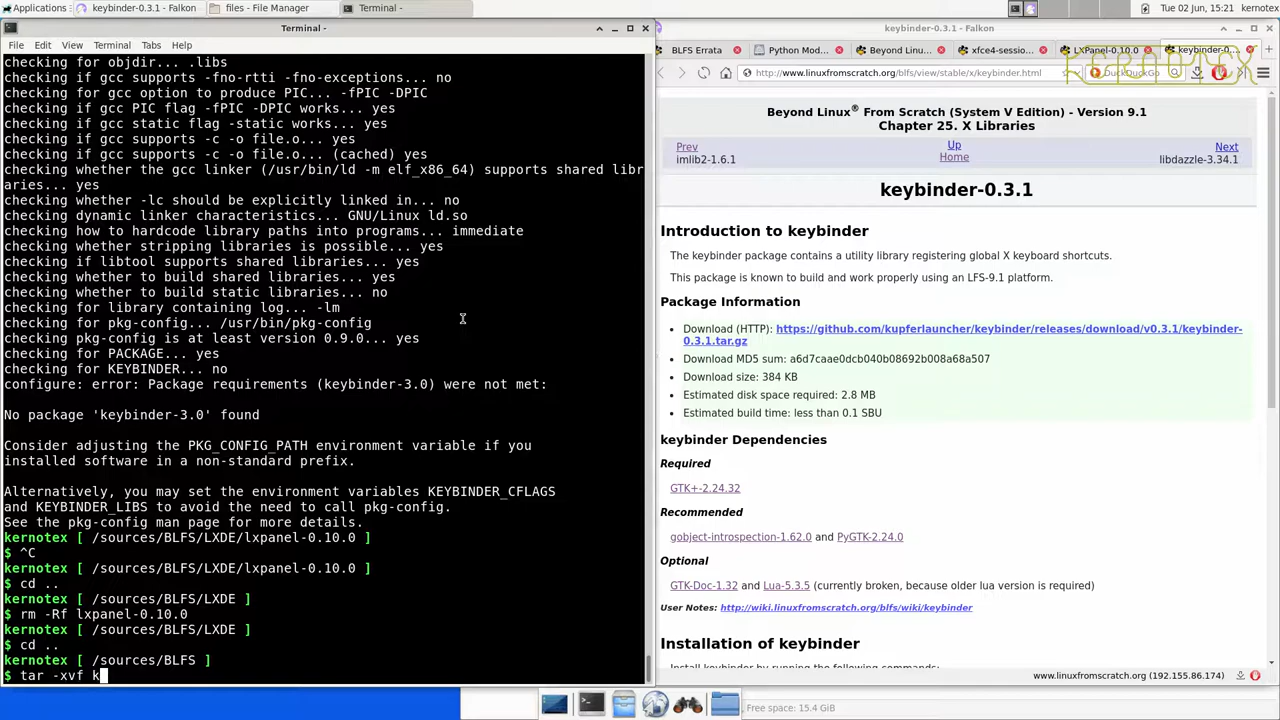 Applications
keybinder-0.3.1 - Falkon
files - File Manager
Terminal -
Tue 02 Jun, 15:21
kernotex
Terminal -
File Edit View Terminal Tabs Help
checking for objdir... .libs
checking if gcc supports -fno-rtti -fno-exceptions... no
checking for gcc option to produce PIC... -fPIC -DPIC
checking if gcc PIC flag -fPIC -DPIC works... yes
checking if gcc static flag -static works... yes
checking if gcc supports -c -o file.o... yes
checking if gcc supports -c -o file.o... (cached) yes
checking whether the gcc linker (/usr/bin/ld -m elf_x86_64) supports shared libr
aries... yes
checking whether -lc should be explicitly linked in... no
checking dynamic linker characteristics... GNU/Linux ld.so
checking how to hardcode library paths into programs... immediate
checking whether stripping libraries is possible... yes
checking if libtool supports shared libraries... yes
checking whether to build shared libraries... yes
checking whether to build static libraries... no
checking for library containing log... -lm
checking for pkg-config... /usr/bin/pkg-config
checking pkg-config is at least version 0.9.0... yes
checking for PACKAGE... yes
checking for KEYBINDER... no
configure: error: Package requirements (keybinder-3.0) were not met:
No package 'keybinder-3.0' found
Consider adjusting the PKG_CONFIG_PATH environment variable if you
installed software in a non-standard prefix.
Alternatively, you may set the environment variables KEYBINDER_CFLAGS
and KEYBINDER_LIBS to avoid the need to call pkg-config.
See the pkg-config man page for more details.
kernotex [ /sources/BLFS/LXDE/lxpanel-0.10.0 ]
$ ^C
kernotex [ /sources/BLFS/LXDE/lxpanel-0.10.0 ]
$ cd ..
kernotex [ /sources/BLFS/LXDE ]
$ rm -Rf lxpanel-0.10.0
kernotex [ /sources/BLFS/LXDE ]
$ cd ..
kernotex [ /sources/BLFS ]
$ tar -xvf k
keybinder-0.3.1 - Falkon
BLFS Errata
Python Mod...
Beyond Linu...
xfce4-sessio...
LXPanel-0.10.0
keybinder-0...
http://www.linuxfromscratch.org/blfs/view/stable/x/keybinder.html
DuckDuckGo
Beyond Linux® From Scratch (System V Edition) - Version 9.1
Chapter 25. X Libraries
Prev Up Next
imlib2-1.6.1 Home libdazzle-3.34.1
keybinder-0.3.1
Introduction to keybinder
The keybinder package contains a utility library registering global X keyboard shortcuts.
This package is known to build and work properly using an LFS-9.1 platform.
Package Information
• Download (HTTP): https://github.com/kupferlauncher/keybinder/releases/download/v0.3.1/keybinder-
0.3.1.tar.gz
• Download MD5 sum: a6d7caae0dcb040b08692b008a68a507
• Download size: 384 KB
• Estimated disk space required: 2.8 MB
• Estimated build time: less than 0.1 SBU
keybinder Dependencies
Required
GTK+-2.24.32
Recommended
gobject-introspection-1.62.0 and PyGTK-2.24.0
Optional
GTK-Doc-1.32 and Lua-5.3.5 (currently broken, because older lua version is required)
User Notes: http://wiki.linuxfromscratch.org/blfs/wiki/keybinder
Installation of keybinder
Install keybinder by running the following commands:
www.linuxfromscratch.org (192.155.86.174)
Free space: 15.4 GiB